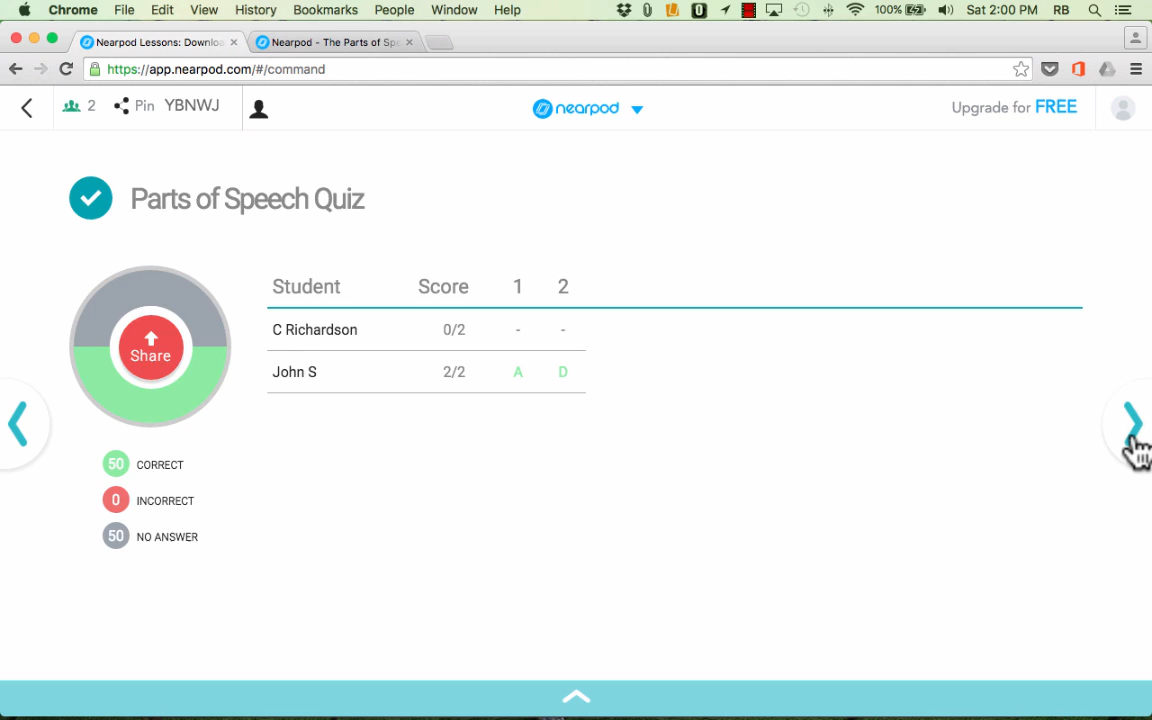 Chrome File Edit View History Bookmarks People Window Help 100% Sat 2:00 PM RB
Nearpod Lessons: Downloa Nearpod - The Parts of Spe
https://app.nearpod.com/#/command
2 Pin YBNWJ nearpod Upgrade for FREE
Parts of Speech Quiz
Student Score 1 2
C Richardson 0/2 - -
Share
John S 2/2 A D
50 CORRECT
0 INCORRECT
50 NO ANSWER